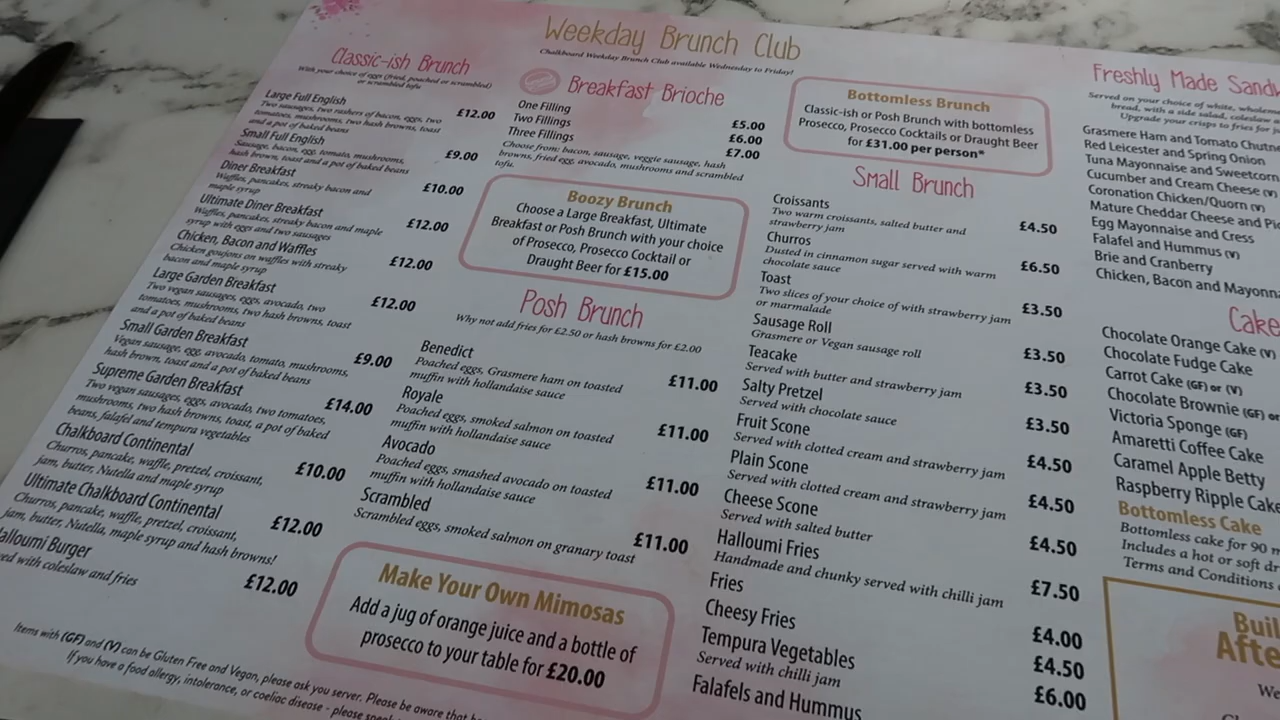 Weekday Brunch Club
Chalkboard Weekday Brunch Club available Wednesday to Friday!
Classic-ish Brunch
With your choice of eggs (fried, poached or scrambled)
or scrambled tofu
Large Full English £12.00
Two sausages, two rashers of bacon, eggs, two
tomatoes, mushrooms, two hash browns, toast
and a pot of baked beans
Small Full English £9.00
Sausage, bacon, egg, tomato, mushrooms,
hash brown, toast and a pot of baked beans
Diner Breakfast £10.00
Waffles, pancakes, streaky bacon and
maple syrup
Ultimate Diner Breakfast £12.00
Waffles, pancakes, streaky bacon and maple
syrup with eggs and two sausages
Chicken, Bacon and Waffles £12.00
Chicken goujons on waffles with streaky
bacon and maple syrup
Large Garden Breakfast £12.00
Two vegan sausages, eggs, avocado, two
tomatoes, mushrooms, two hash browns, toast
and a pot of baked beans
Small Garden Breakfast £9.00
Vegan sausage, egg, avocado, tomato, mushrooms,
hash brown, toast and a pot of baked beans
Supreme Garden Breakfast £14.00
Two vegan sausages, eggs, avocado, two tomatoes,
mushrooms, two hash browns, toast, a pot of baked
beans, falafel and tempura vegetables
Chalkboard Continental £10.00
Churros, pancake, waffle, pretzel, croissant,
jam, butter, Nutella and maple syrup
Ultimate Chalkboard Continental £12.00
Churros, pancake, waffle, pretzel, croissant,
jam, butter, Nutella, maple syrup and hash browns!
Halloumi Burger £12.00
with coleslaw and fries
Breakfast Brioche
One Filling £5.00
Two Fillings £6.00
Three Fillings £7.00
Choose from: bacon, sausage, veggie sausage, hash
browns, fried egg, avocado, mushrooms and scrambled
tofu.
Boozy Brunch
Choose a Large Breakfast, Ultimate
Breakfast or Posh Brunch with your choice
of Prosecco, Prosecco Cocktail or
Draught Beer for £15.00
Posh Brunch
Why not add fries for £2.50 or hash browns for £2.00
Benedict £11.00
Poached eggs, Grasmere ham on toasted
muffin with hollandaise sauce
Royale £11.00
Poached eggs, smoked salmon on toasted
muffin with hollandaise sauce
Avocado £11.00
Poached eggs, smashed avocado on toasted
muffin with hollandaise sauce
Scrambled £11.00
Scrambled eggs, smoked salmon on granary toast
Make Your Own Mimosas
Add a jug of orange juice and a bottle of
prosecco to your table for £20.00
Items with (GF) and (V) can be Gluten Free and Vegan, please ask you server. Please be aware that
If you have a food allergy, intolerance, or coeliac disease - please
Bottomless Brunch
Classic-ish or Posh Brunch with bottomless
Prosecco, Prosecco Cocktails or Draught Beer
for £31.00 per person*
Small Brunch
Croissants £4.50
Two warm croissants, salted butter and
strawberry jam
Churros £6.50
Dusted in cinnamon sugar served with warm
chocolate sauce
Toast £3.50
Two slices of your choice of with strawberry jam
or marmalade
Sausage Roll £3.50
Grasmere or Vegan sausage roll
Teacake £3.50
Served with butter and strawberry jam
Salty Pretzel £3.50
Served with chocolate sauce
Fruit Scone £4.50
Served with clotted cream and strawberry jam
Plain Scone £4.50
Served with clotted cream and strawberry jam
Cheese Scone £4.50
Served with salted butter
Halloumi Fries £7.50
Handmade and chunky served with chilli jam
Fries £4.00
Cheesy Fries £4.50
Tempura Vegetables £6.00
Served with chilli jam
Falafels and Hummus
Freshly Made
Served on your choice of white,
bread, with a side salad, coleslaw
Upgrade your crisps to fries for
Grasmere Ham and Tomato
Red Leicester and Spring Onion
Tuna Mayonnaise and Sweetcorn
Cucumber and Cream Cheese (V)
Coronation Chicken/Quorn (V)
Mature Cheddar Cheese and
Egg Mayonnaise and Cress
Falafel and Hummus (V)
Brie and Cranberry
Chicken, Bacon and
Cake
Chocolate Orange Cake (V)
Chocolate Fudge Cake
Carrot Cake (GF) or (V)
Chocolate Brownie (GF) or
Victoria Sponge (GF)
Amaretti Coffee Cake
Caramel Apple Betty
Raspberry Ripple Cake
Bottomless Cake
Bottomless cake for 90
Includes a hot or soft
Terms and Conditions